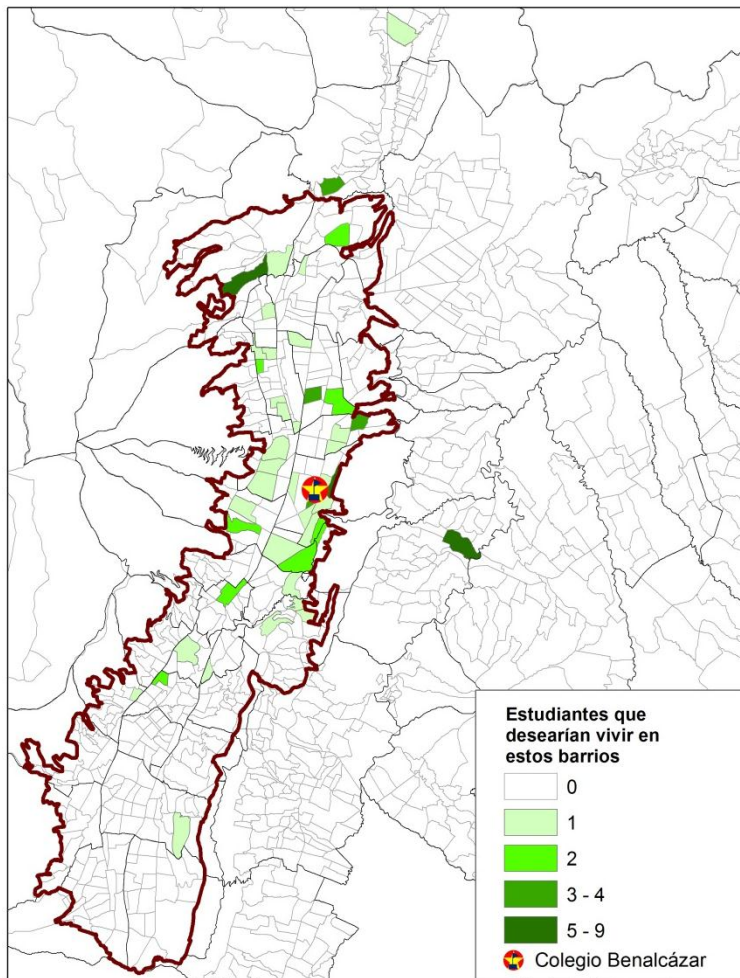 Estudiantes que
desearían vivir en
estos barrios
0
1
2
3 - 4
5 - 9
Colegio Benalcázar